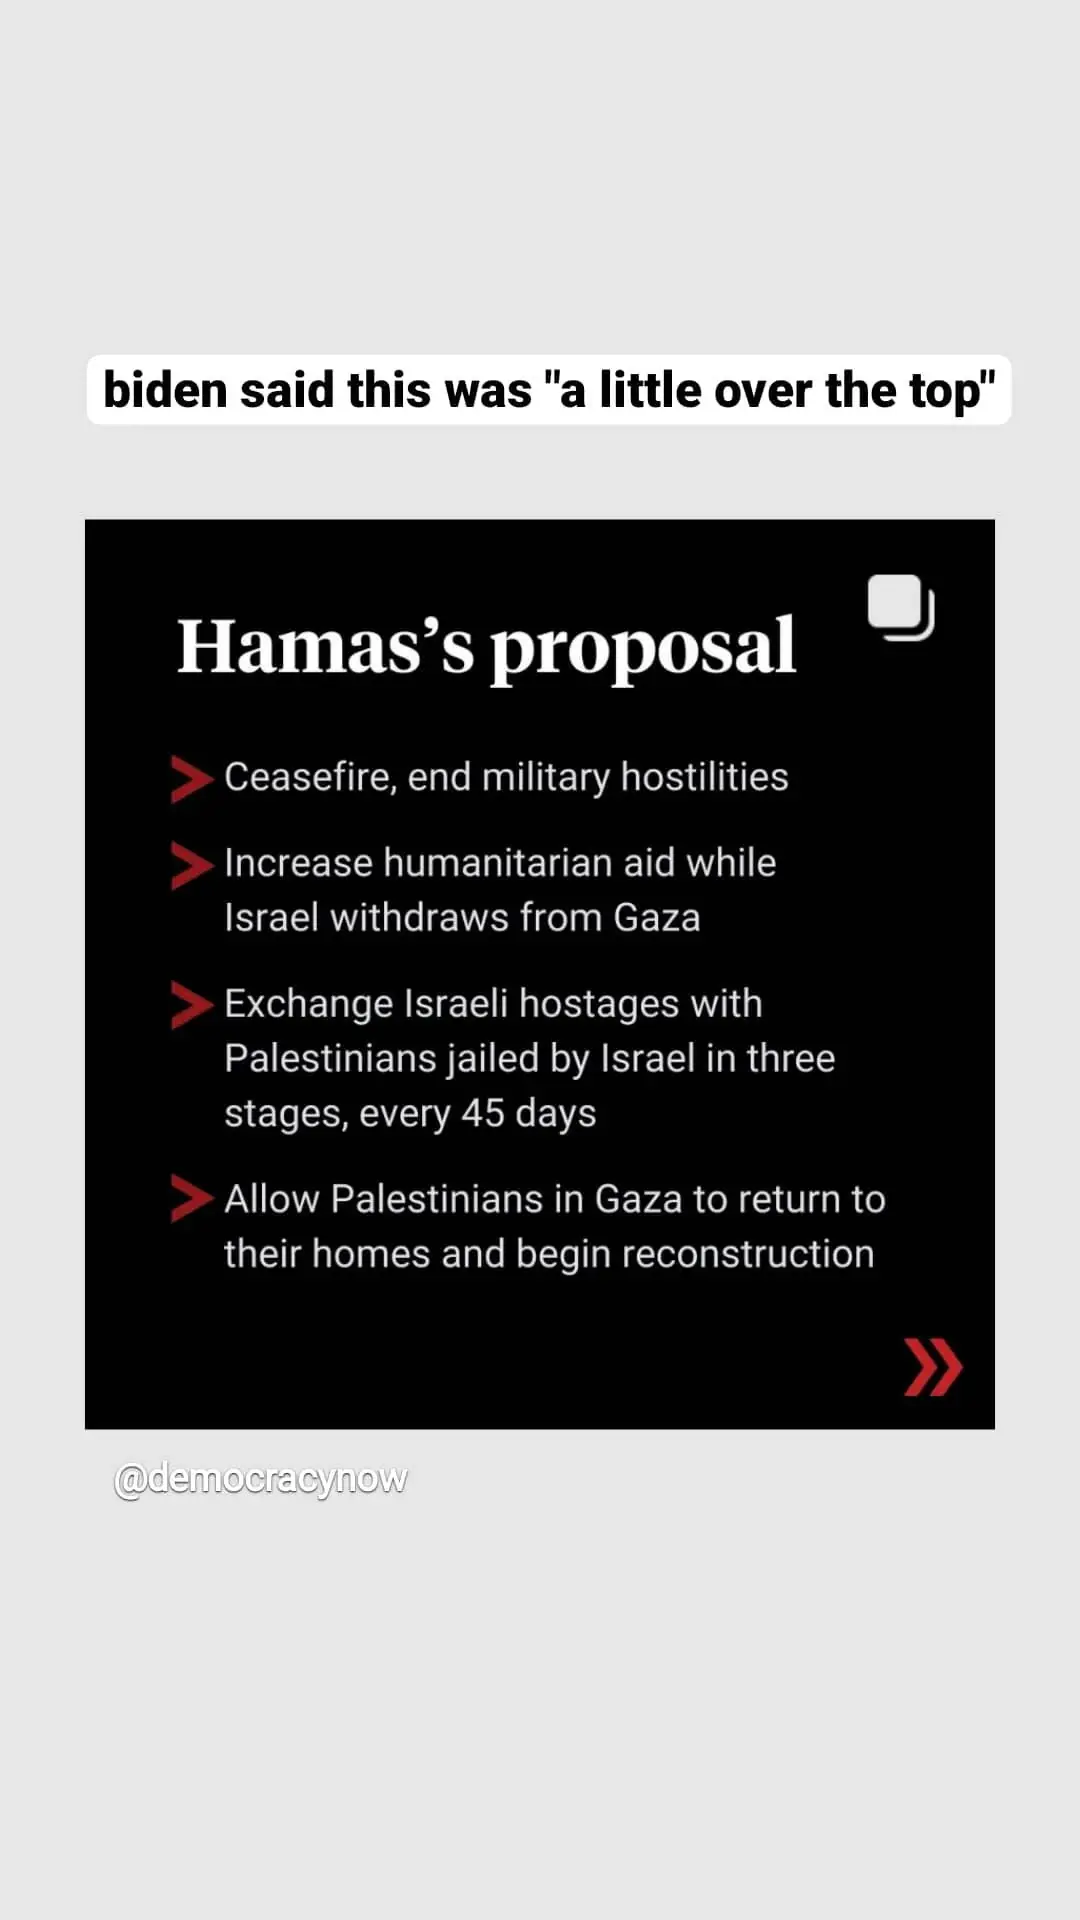 biden said this was "a little over the top"
Hamas’s proposal
Ceasefire, end military hostilities
Increase humanitarian aid while
Israel withdraws from Gaza
Exchange Israeli hostages with
Palestinians jailed by Israel in three
stages, every 45 days
Allow Palestinians in Gaza to return to
their homes and begin reconstruction
@democracynow